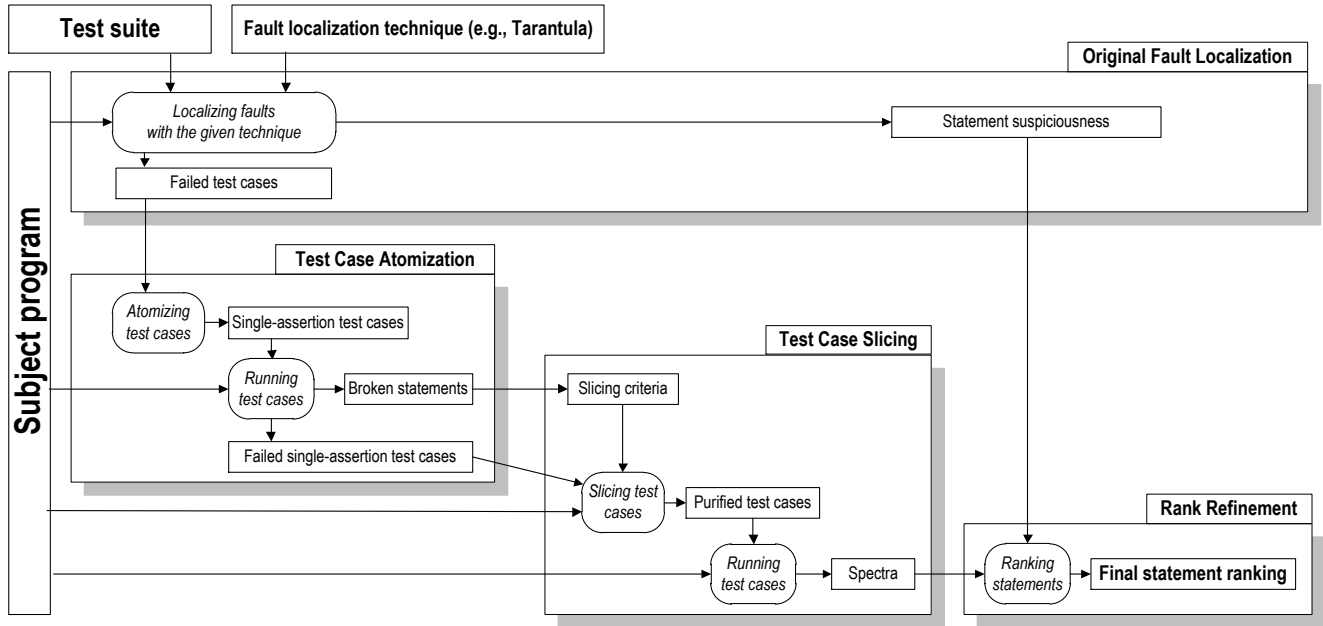 Test suite
Fault localization technique (e.g., Tarantula)
Original Fault Localization
Localizing faults
with the given technique
Statement suspiciousness
Failed test cases
Subject program
Test Case Atomization
Atomizing
test cases
Single-assertion test cases
Running
test cases
Broken statements
Failed single-assertion test cases
Test Case Slicing
Slicing criteria
Slicing test
cases
Purified test cases
Running
test cases
Spectra
Rank Refinement
Ranking
statements
Final statement ranking